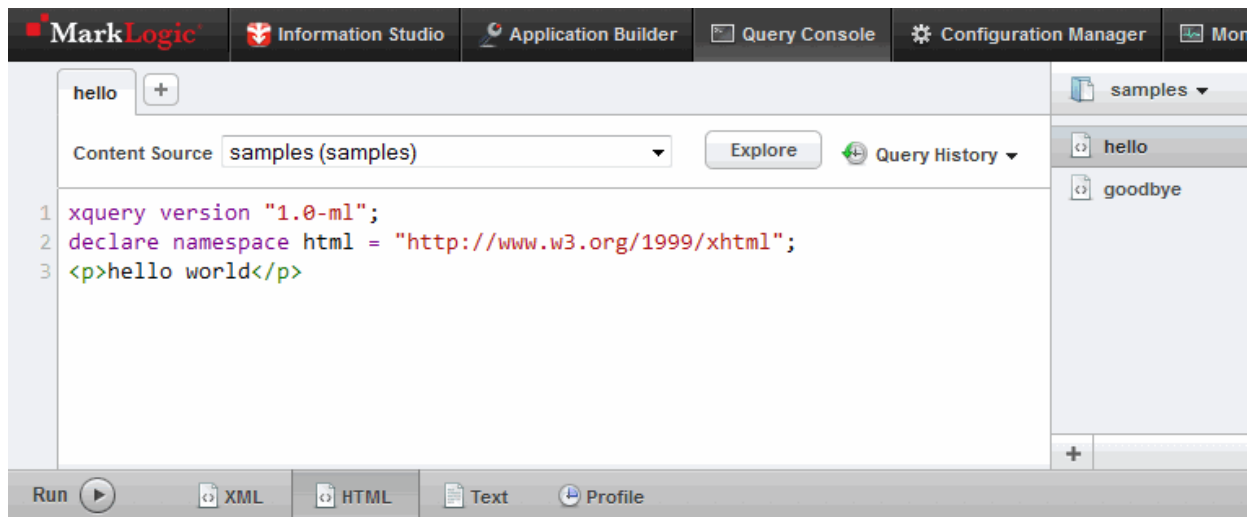 MarkLogic Information Studio Application Builder Query Console Configuration Manager Mon
hello + samples
Content Source samples (samples) Explore Query History
hello
goodbye
1 xquery version "1.0-ml";
2 declare namespace html = "http://www.w3.org/1999/xhtml";
3 <p>hello world</p>
+
Run XML HTML Text Profile